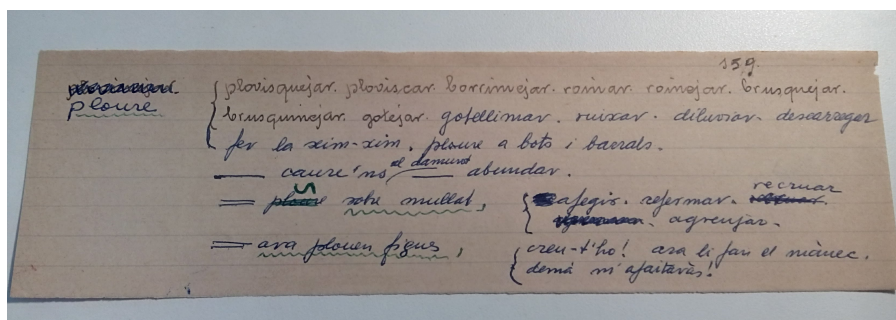 159.
ploure { plovisquejar. ploviscar. borrimejar. roinar. roinejar. brusquejar.
brusquinejar. gotejar. gotellimar. ruixar. diluviar. descarregar
fer la xim-xim. ploure a bots i barrals.
—— caure'ns al damunt —— abundar.
== ploure sobre mullat, { afegir. refermar. recruar
agreujar.
== ara plouen figues, { creu-t'ho! ara li fan el mànec.
demà m'afaitaràs!